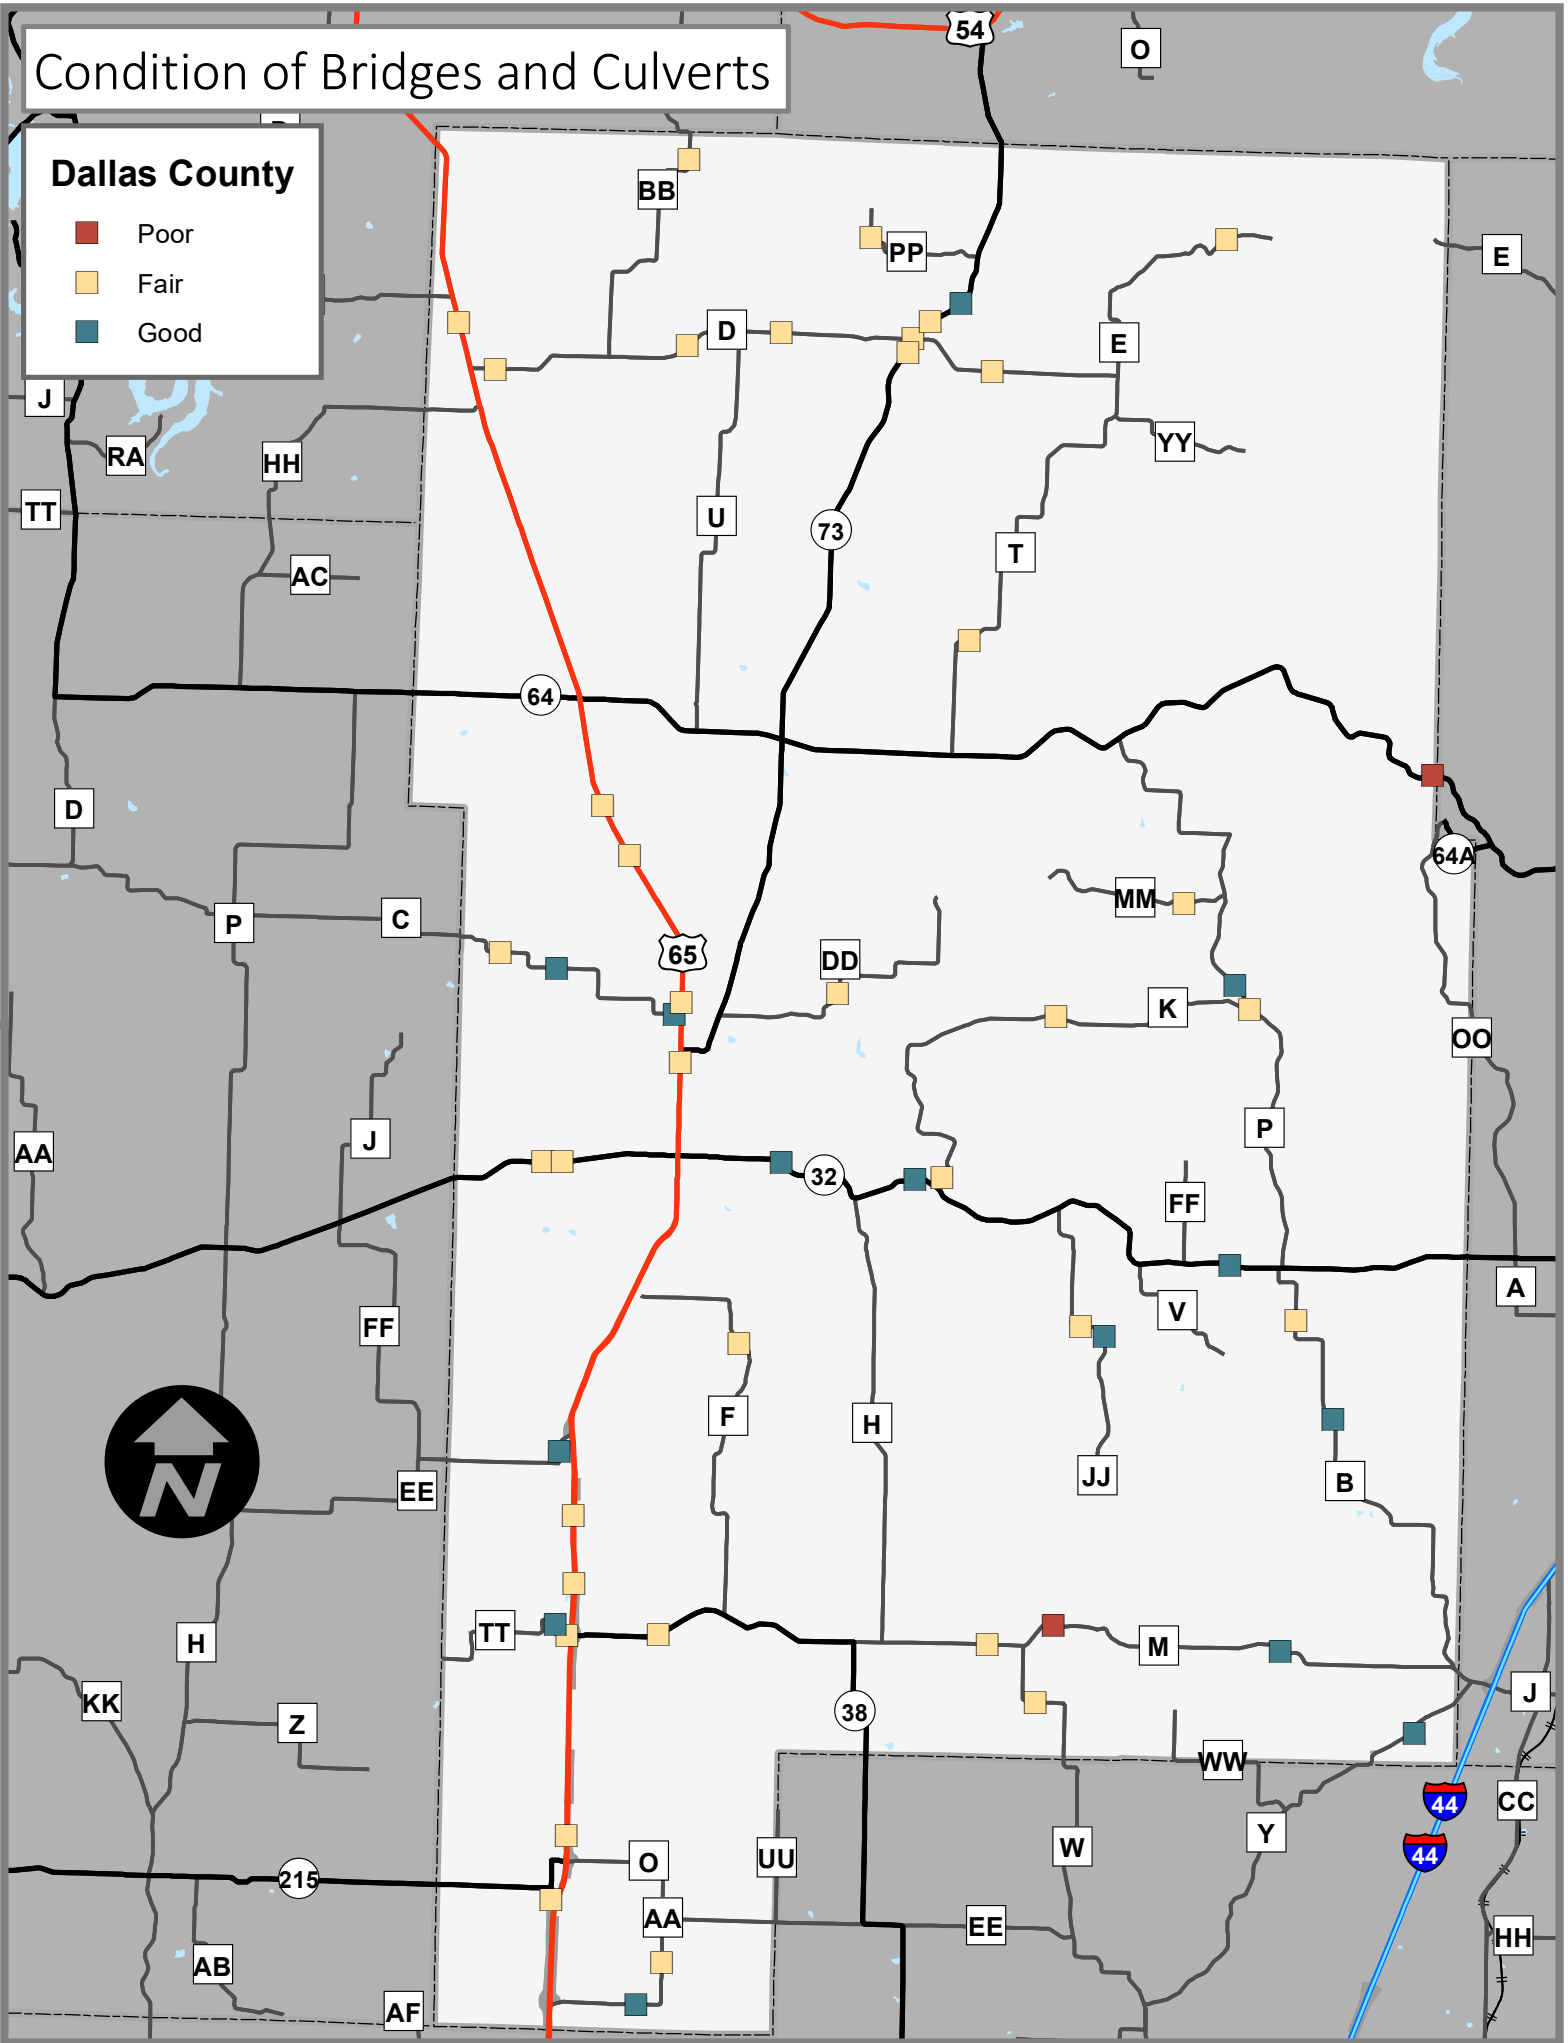 54
O
Condition of Bridges and Culverts
Dallas County
Poor
Fair
Good
BB
PP
E
D
E
J
RA
HH
YY
TT
U
73
T
AC
64
D
64A
MM
P
C
65
DD
K
OO
P
J
AA
32
FF
A
V
FF
F
H
JJ
B
EE
N
TT
H
M
KK
Z
38
J
WW
44
CC
44
Y
W
UU
O
215
AA
EE
HH
AB
AF